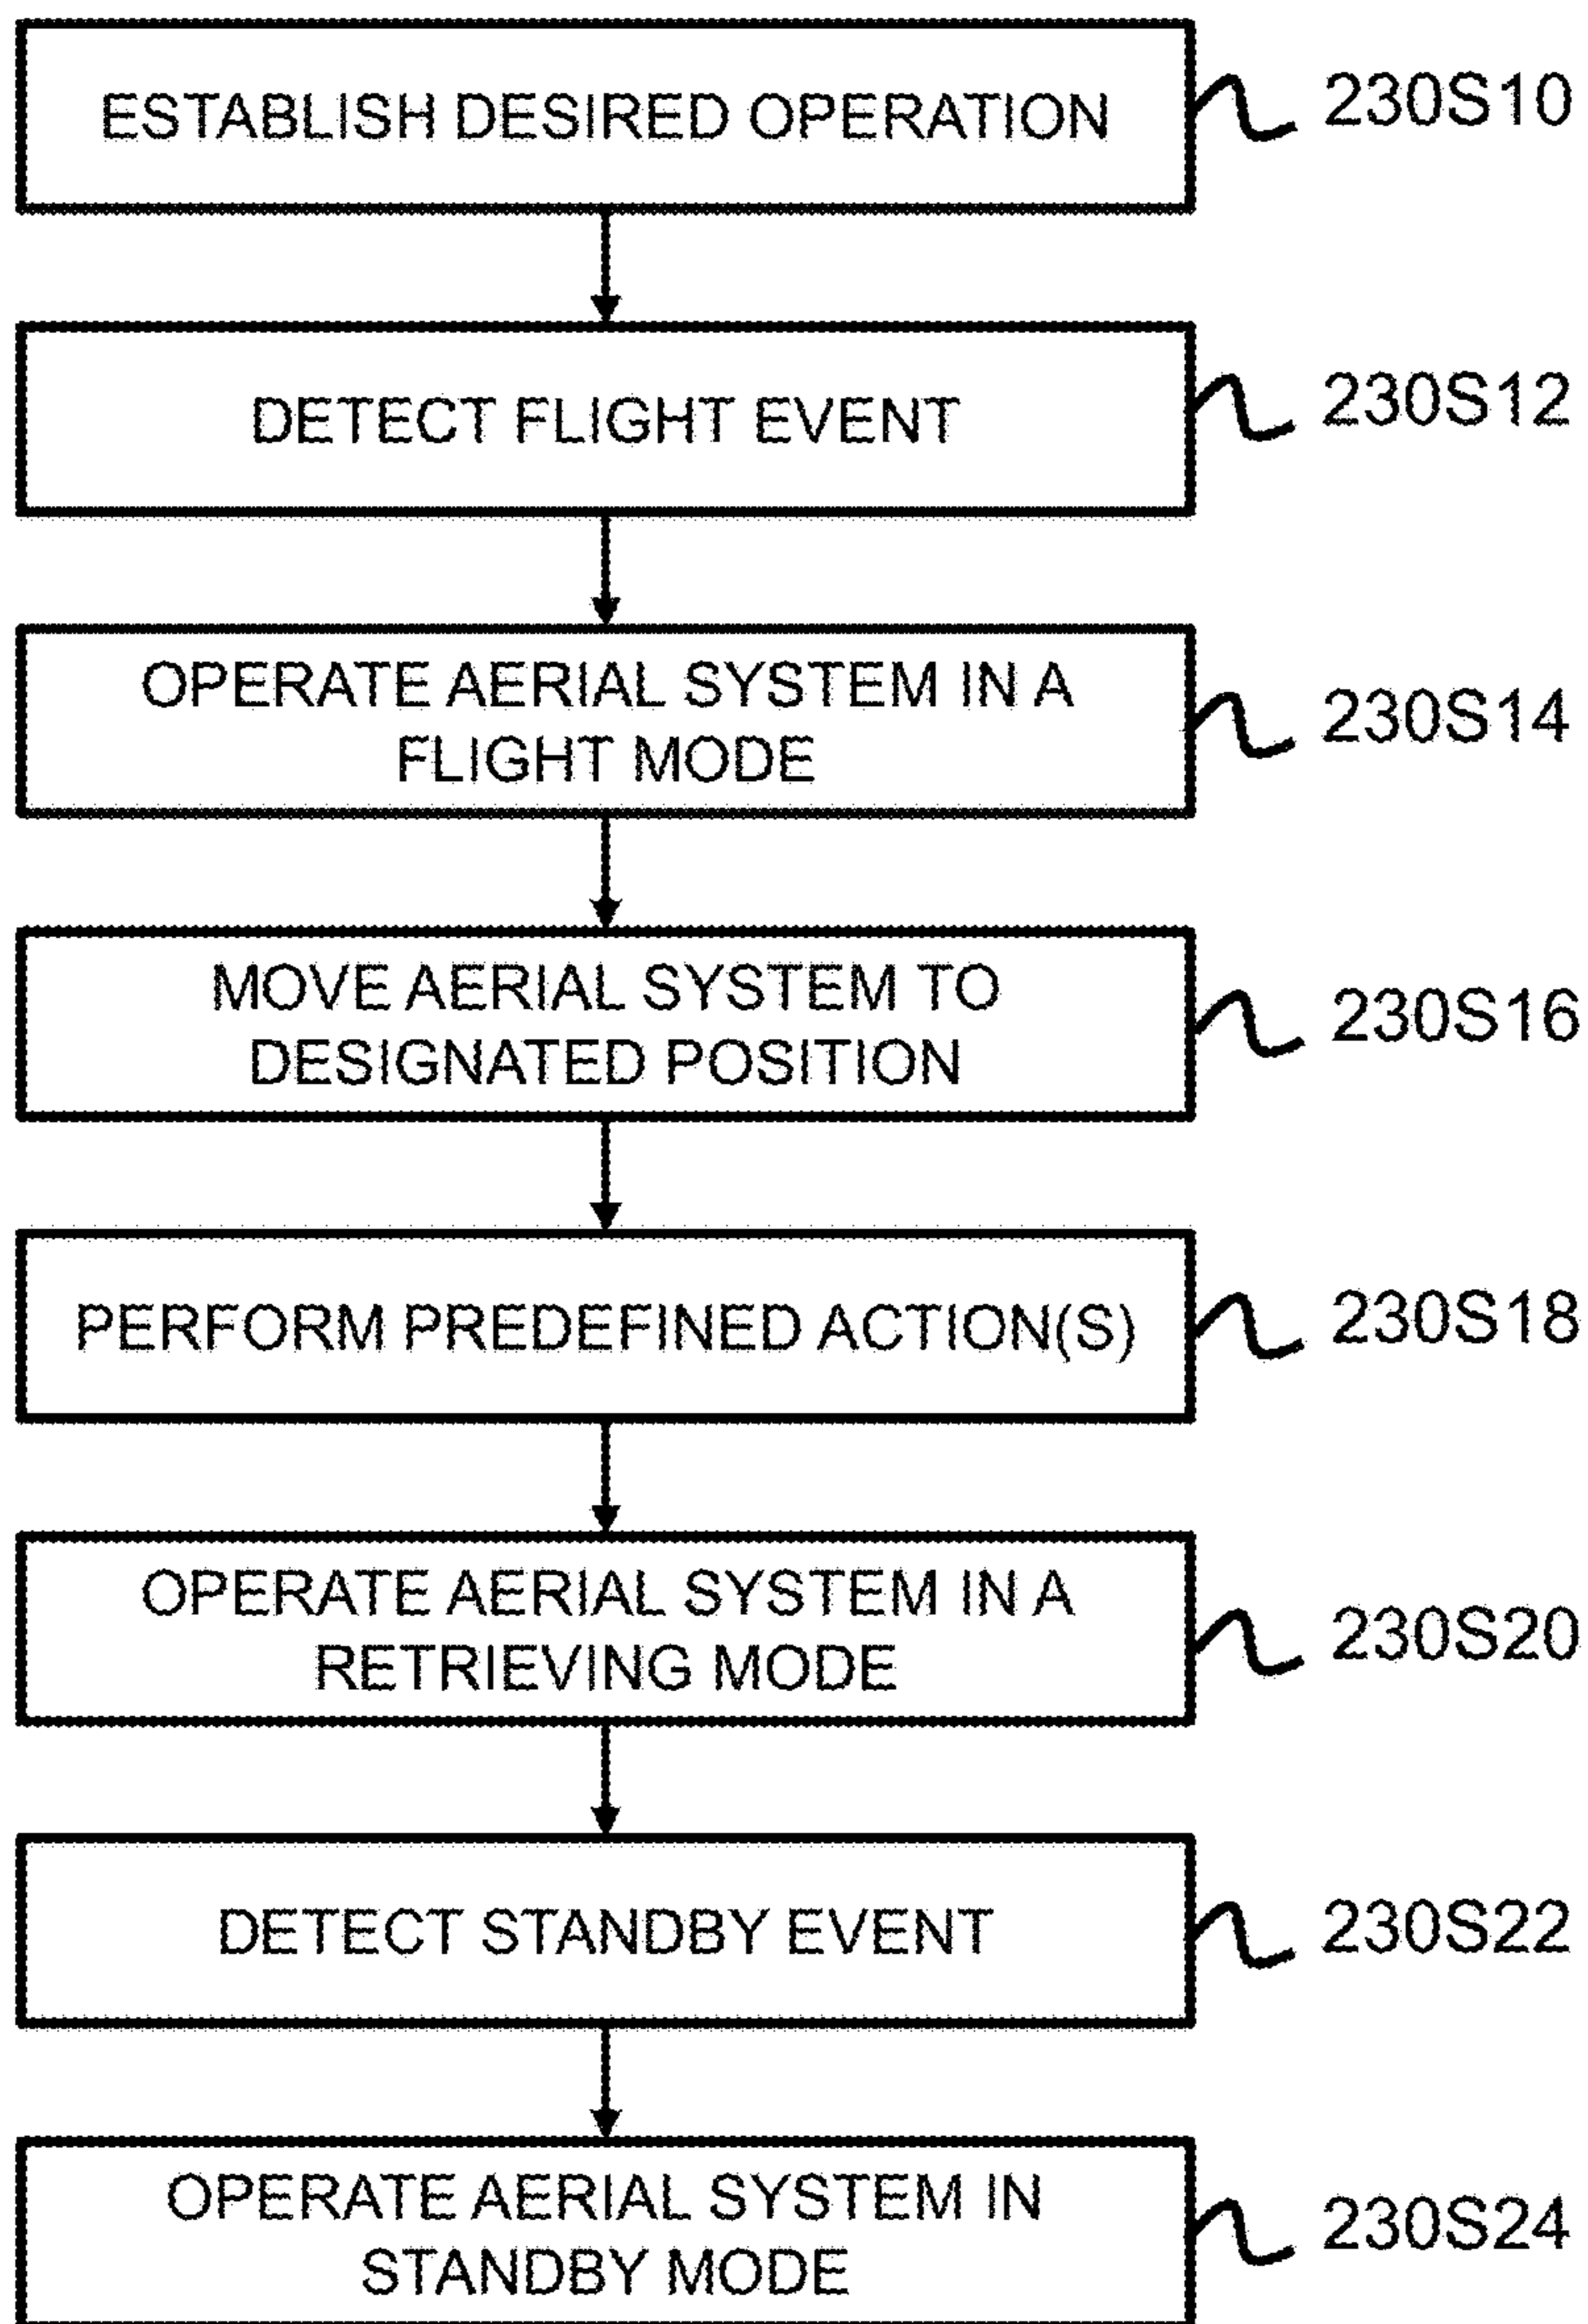 ESTABLISH DESIRED OPERATION
230S10
DETECT FLIGHT EVENT
230S12
OPERATE AERIAL SYSTEM IN A
FLIGHT MODE
230S14
MOVE AERIAL SYSTEM TO
DESIGNATED POSITION
230S16
PERFORM PREDEFINED ACTION(S)
230S18
OPERATE AERIAL SYSTEM IN A
RETRIEVING MODE
230S20
DETECT STANDBY EVENT
230S22
OPERATE AERIAL SYSTEM IN
STANDBY MODE
230S24